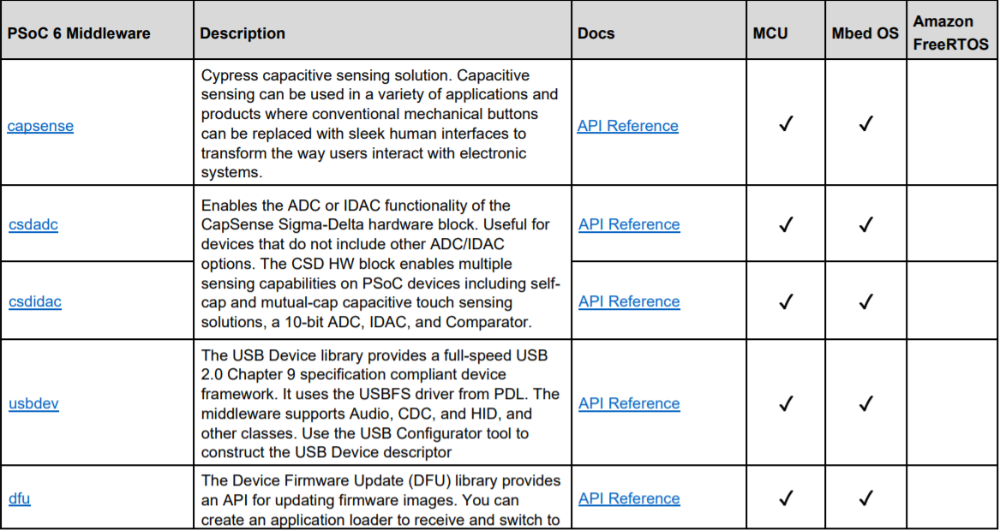 PSoC 6 Middleware
Description
Docs
MCU
Mbed OS
Amazon
FreeRTOS
capsense
Cypress capacitive sensing solution. Capacitive
sensing can be used in a variety of applications and
products where conventional mechanical buttons
can be replaced with sleek human interfaces to
transform the way users interact with electronic
systems.
API Reference
✓
✓
csdadc
Enables the ADC or IDAC functionality of the
CapSense Sigma-Delta hardware block. Useful for
devices that do not include other ADC/IDAC
options. The CSD HW block enables multiple
sensing capabilities on PSoC devices including self-
cap and mutual-cap capacitive touch sensing
solutions, a 10-bit ADC, IDAC, and Comparator.
API Reference
✓
✓
csdidac
API Reference
✓
✓
usbdev
The USB Device library provides a full-speed USB
2.0 Chapter 9 specification compliant device
framework. It uses the USBFS driver from PDL. The
middleware supports Audio, CDC, and HID, and
other classes. Use the USB Configurator tool to
construct the USB Device descriptor
API Reference
✓
✓
dfu
The Device Firmware Update (DFU) library provides
an API for updating firmware images. You can
create an application loader to receive and switch to
API Reference
✓
✓